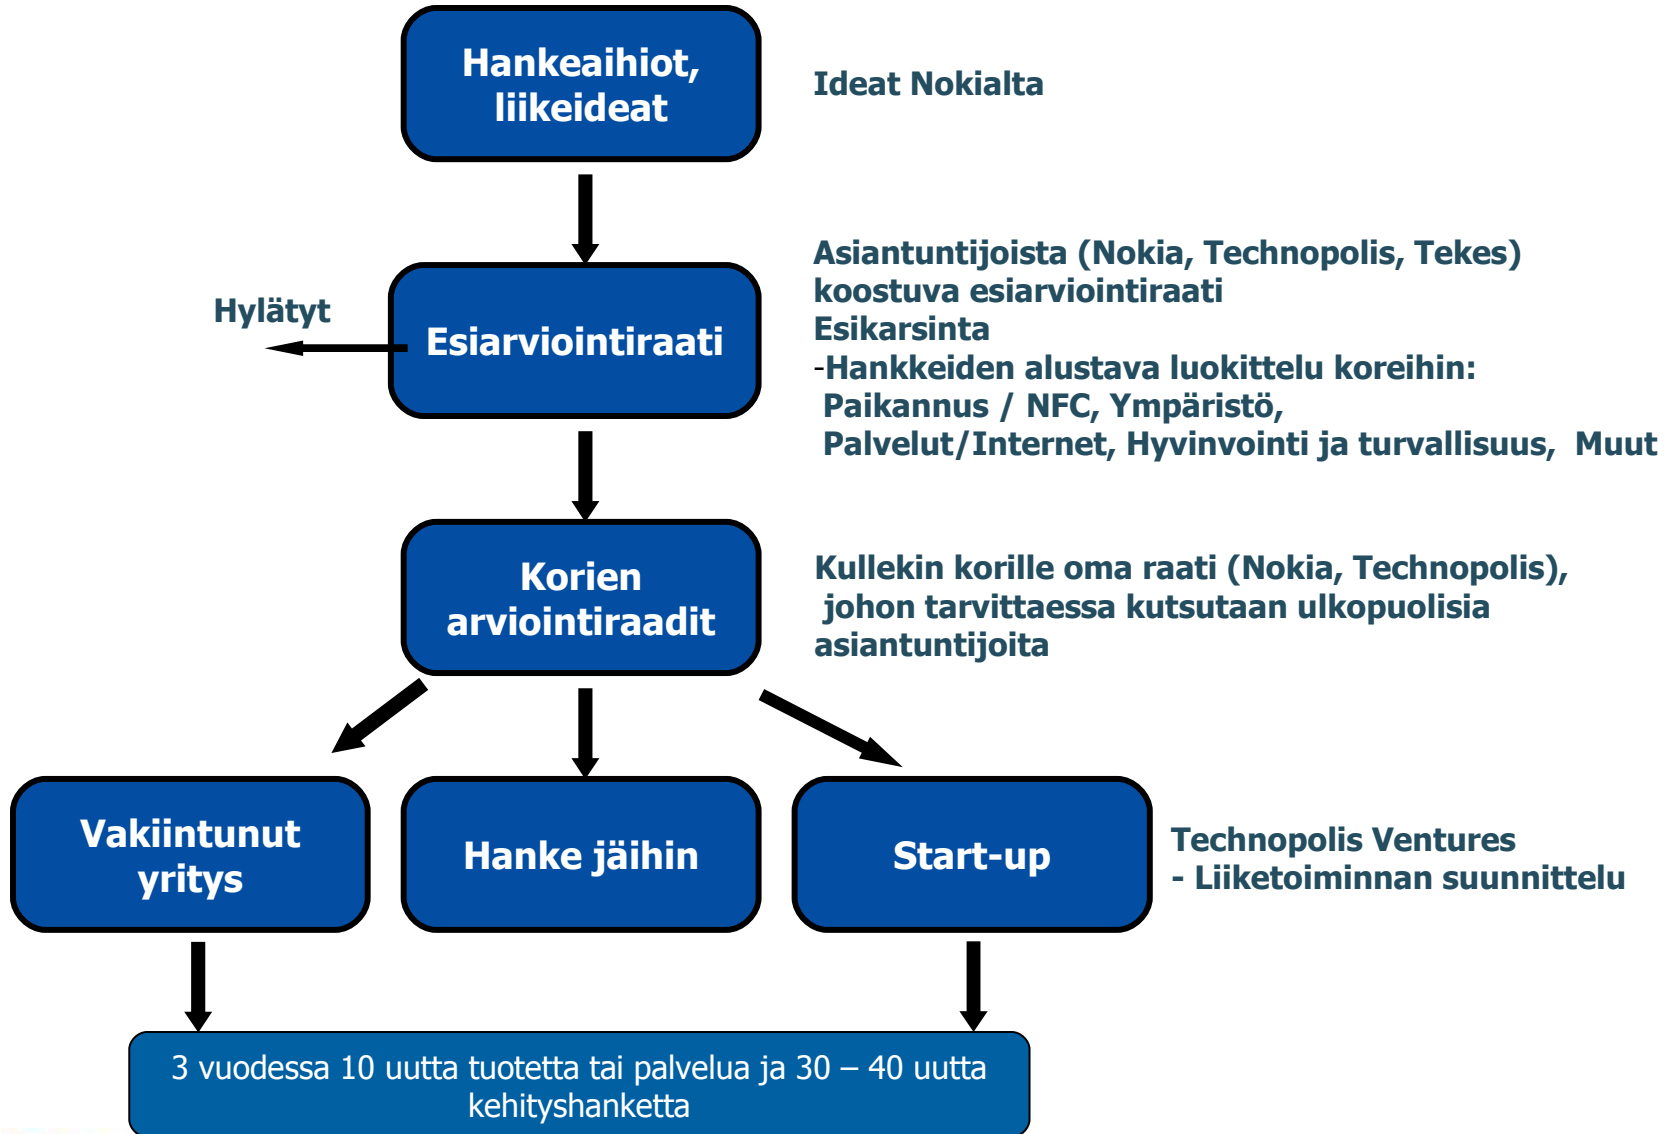 Hankeaihiot,
liikeideat
Ideat Nokialta
Asiantuntijoista (Nokia, Technopolis, Tekes)
koostuva esiarviointiraati
Esikarsinta
-Hankkeiden alustava luokittelu koreihin:
Paikannus / NFC, Ympäristö,
Palvelut/Internet, Hyvinvointi ja turvallisuus, Muut
Hylätyt
Esiarviointiraati
Korien
arviointiraadit
Kullekin korille oma raati (Nokia, Technopolis),
johon tarvittaessa kutsutaan ulkopuolisia
asiantuntijoita
Vakiintunut
yritys
Hanke jäihin
Start-up
Technopolis Ventures
- Liiketoiminnan suunnittelu
3 vuodessa 10 uutta tuotetta tai palvelua ja 30 – 40 uutta
kehityshanketta